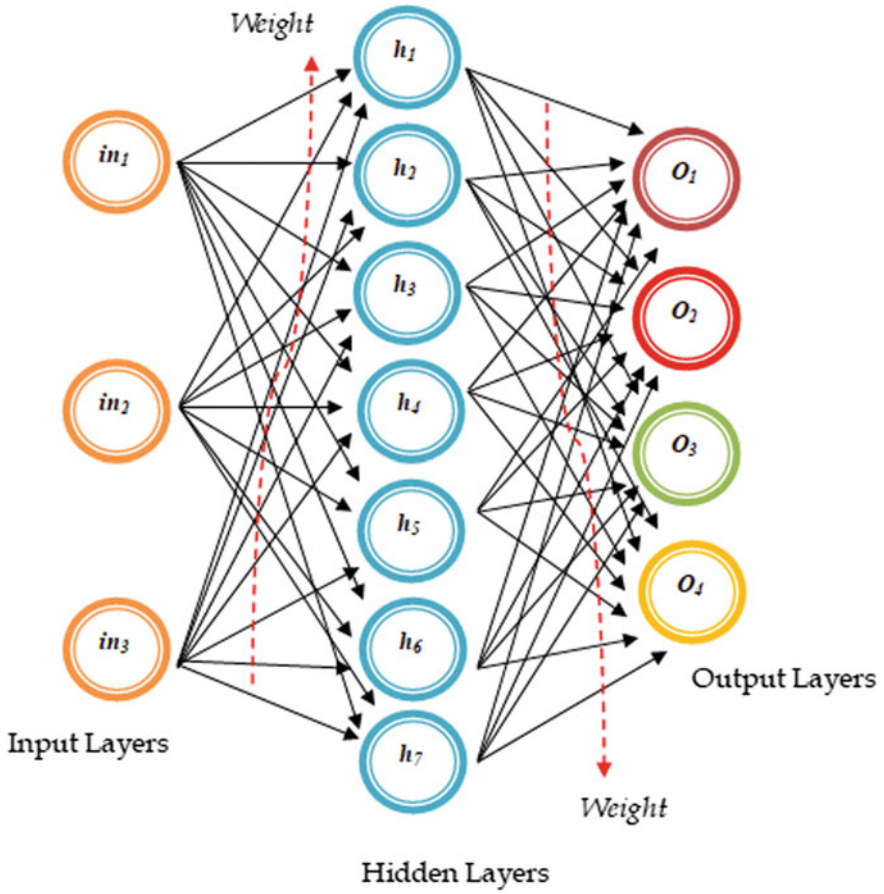 Weight
h1
in1
h2
O1
h3
O2
in2
h4
O3
h5
O4
in3
h6
Output Layers
Input Layers
h7
Weight
Hidden Layers